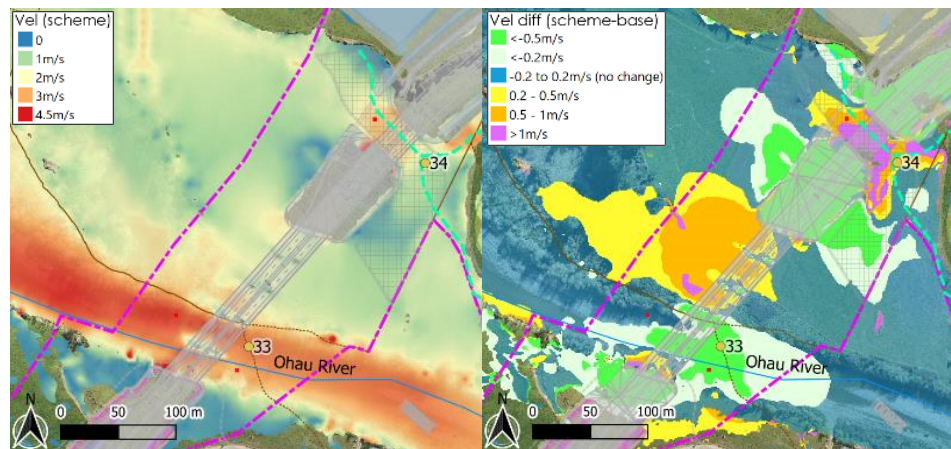 Vel (scheme)
0
1m/s
2m/s
3m/s
4.5m/s
34
33
Ohau River
N
0 50 100 m
Vel diff (scheme-base)
<-0.5m/s
<-0.2m/s
-0.2 to 0.2m/s (no change)
0.2 - 0.5m/s
0.5 - 1m/s
>1m/s
34
33
Ohau River
N
0 50 100 m